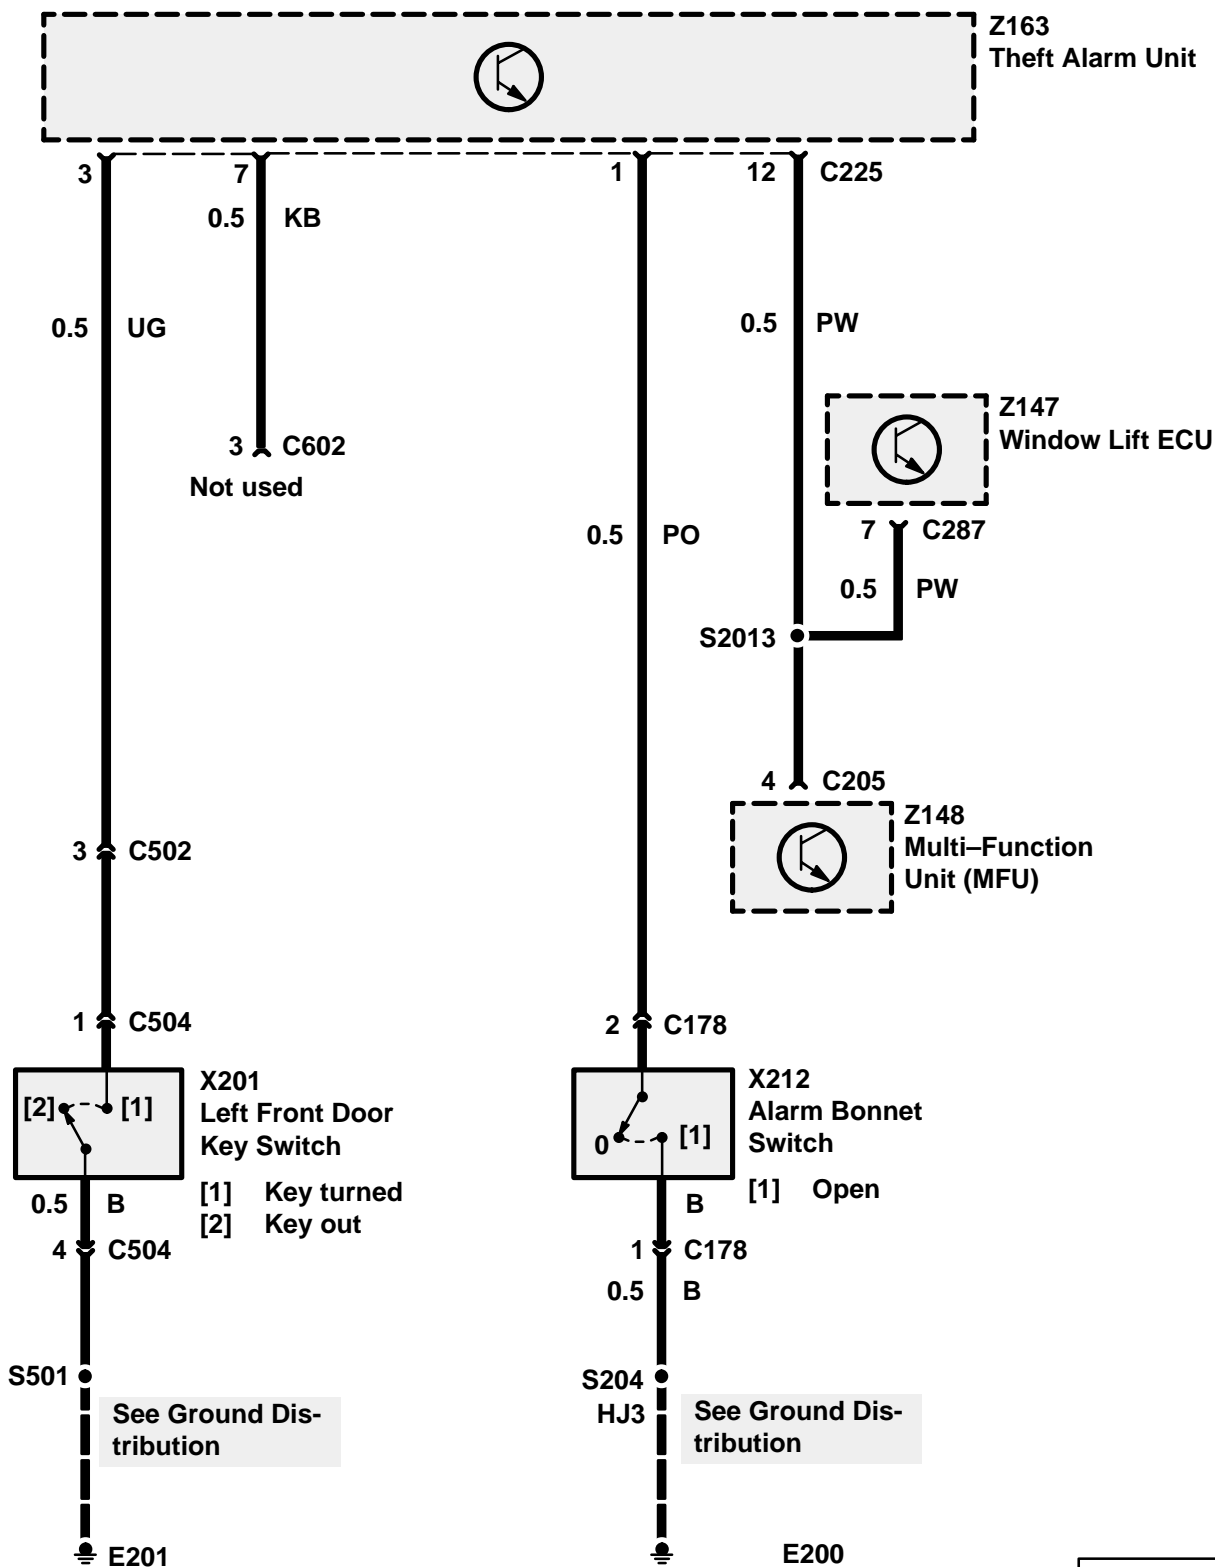 Z163
Theft Alarm Unit
3
7
1
12
C225
0.5
KB
0.5
UG
0.5
PW
Z147
Window Lift ECU
3
C602
Not used
7
C287
0.5
PO
0.5
PW
S2013
4
C205
Z148
Multi–Function
Unit (MFU)
3
C502
1
C504
2
C178
X201
Left Front Door
Key Switch
[2]
[1]
[1] Key turned
[2] Key out
X212
Alarm Bonnet
Switch
0
[1]
[1] Open
0.5
B
B
4
C504
1
C178
0.5
B
S501
S204
HJ3
See Ground Dis-
tribution
See Ground Dis-
tribution
E201
E200